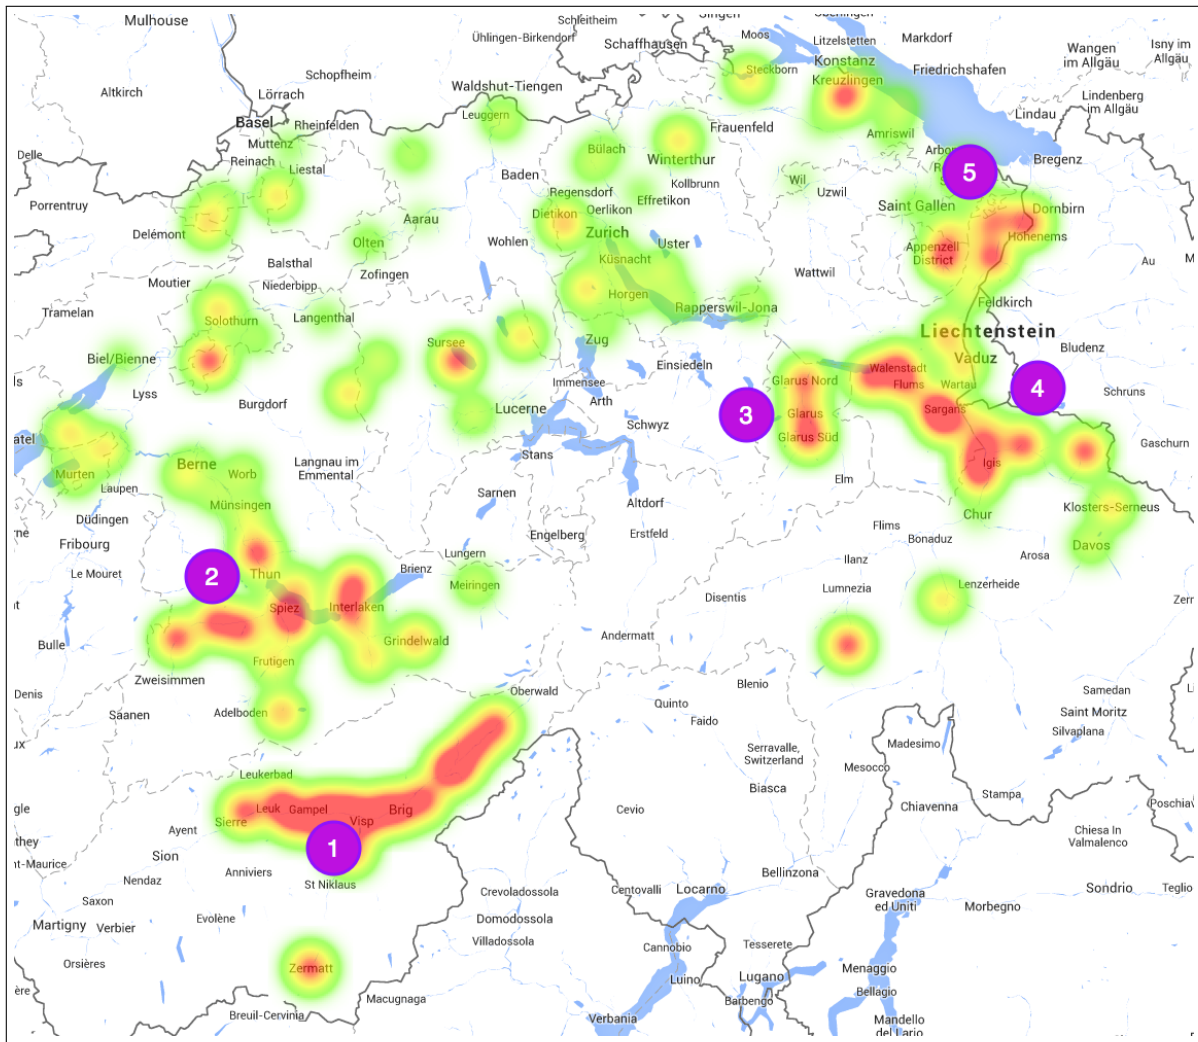 Mulhouse
Schleitheim
Singen
Überlingen
Moos
Litzelstetten
Markdorf
Ühlingen-Birkendorf
Schaffhausen
Wangen
im Allgäu
Isny im
Allgäu
Konstanz
Steckborn
Kreuzlingen
Friedrichshafen
Schopfheim
Altkirch
Lörrach
Waldshut-Tiengen
Lindenberg
im Allgäu
Leuggern
Lindau
Basel
Rheinfelden
Frauenfeld
Amriswil
Muttenz
Bülach
Delle
Reinach
Liestal
Winterthur
Arbon
Bregenz
5
Baden
Kollbrunn
Wil
Uzwil
Regensdorf
Effretikon
Porrentruy
Saint Gallen
Dornbirn
Dietikon
Oerlikon
Aarau
Delémont
Zurich
Höhenems
Olten
Wohlen
Uster
Appenzell
District
Küsnacht
Balsthal
Zofingen
Wattwil
Au
Moutier
Niederbipp
Horgen
Rapperswil-Jona
Feldkirch
Tramelan
Solothurn
Langenthal
Liechtenstein
Sursee
Zug
Bludenz
Biel/Bienne
Vaduz
Einsiedeln
Walenstadt
Immensee
Glarus Nord
Flums
Wartau
4
Schruns
Lyss
Burgdorf
Lucerne
Arth
3
Glarus
Sargans
Schwyz
Glarus Süd
Gaschurn
Stans
Berne
Worb
Langnau im
Emmental
Igis
Murten
Elm
Laupen
Sarnen
Münsingen
Altdorf
Chur
Klosters-Serneus
Düdingen
Flims
Engelberg
Erstfeld
Bonaduz
Fribourg
Davos
Lungern
Ilanz
Arosa
Le Mouret
2
Thun
Brienz
Meiringen
Lumnezia
Lenzerheide
Disentis
Spiez
Interlaken
Bulle
Grindelwald
Andermatt
Frutigen
Zweisimmen
Blenio
Oberwald
Samedan
Saanen
Adelboden
Quinto
Faido
Saint Moritz
Silvaplana
Madesimo
Serravalle,
Switzerland
Leukerbad
Mesocco
Biasca
Stampa
Leuk
Gampel
Brig
Cevio
Chiavenna
Sierre
Visp
Ayent
Chiesa In
Valmalenco
1
Sion
Anniviers
Bellinzona
Nendaz
St Niklaus
Crevoladossola
Centovalli
Locarno
Gravedona
ed Uniti
Sondrio
Teglio
Saxon
Morbegno
Evolène
Domodossola
Martigny
Verbier
Villadossola
Cannobio
Tesserete
Orsières
Zermatt
Menaggio
Luino
Lugano
Macugnaga
Bellagio
Barbengo
Breuil-Cervinia
Verbania
Mandello
del Lario